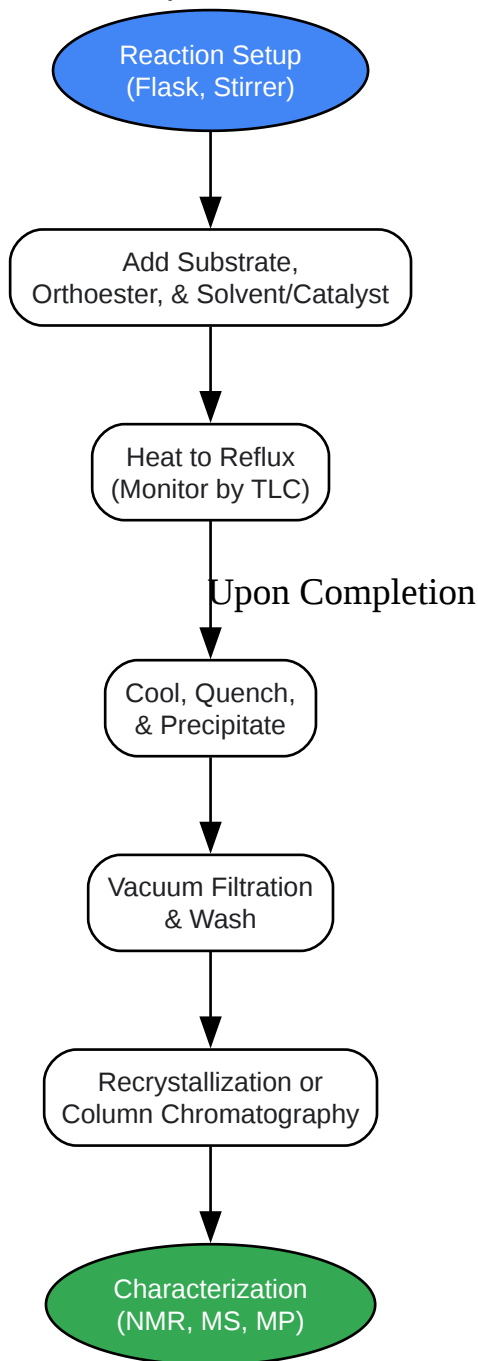 Reaction Setup
(Flask, Stirrer)
Add Substrate,
Orthoester, & Solvent/Catalyst
Heat to Reflux
(Monitor by TLC)
Upon Completion
Cool, Quench,
& Precipitate
Vacuum Filtration
& Wash
Recrystallization or
Column Chromatography
Characterization
(NMR, MS, MP)